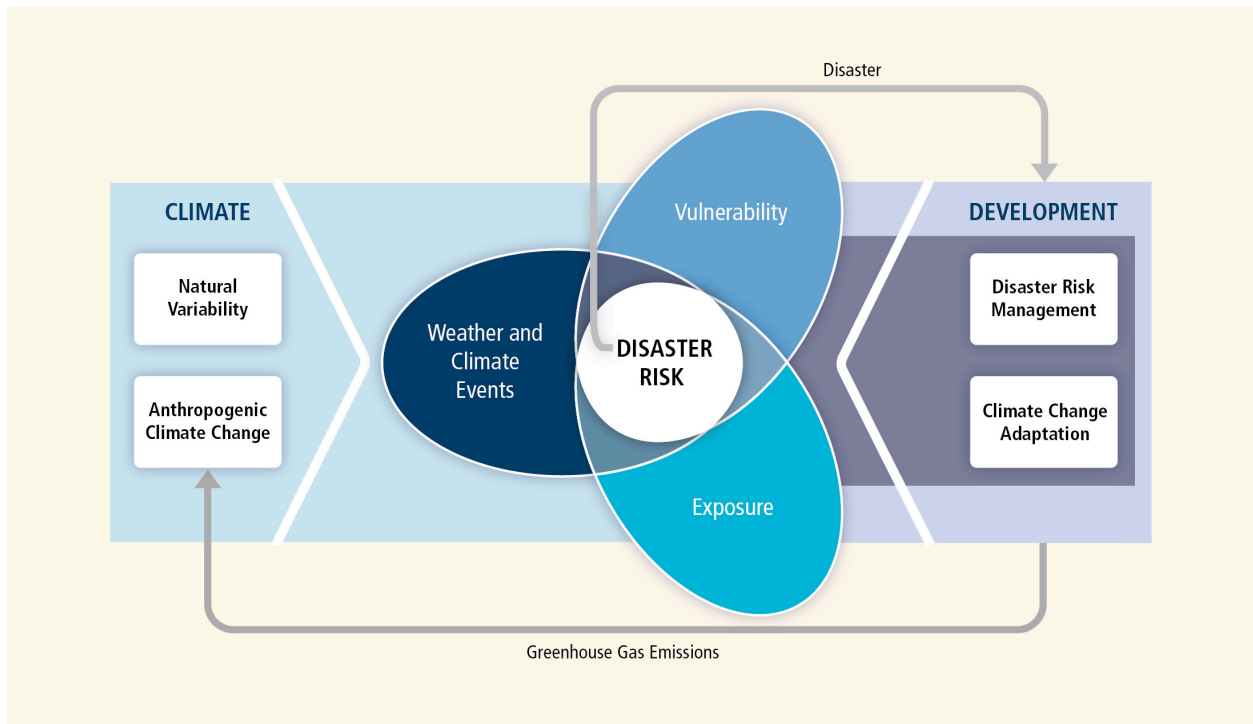 Disaster
CLIMATE
Natural
Variability
Anthropogenic
Climate Change
Weather and
Climate
Events
Vulnerability
DISASTER
RISK
Exposure
DEVELOPMENT
Disaster Risk
Management
Climate Change
Adaptation
Greenhouse Gas Emissions